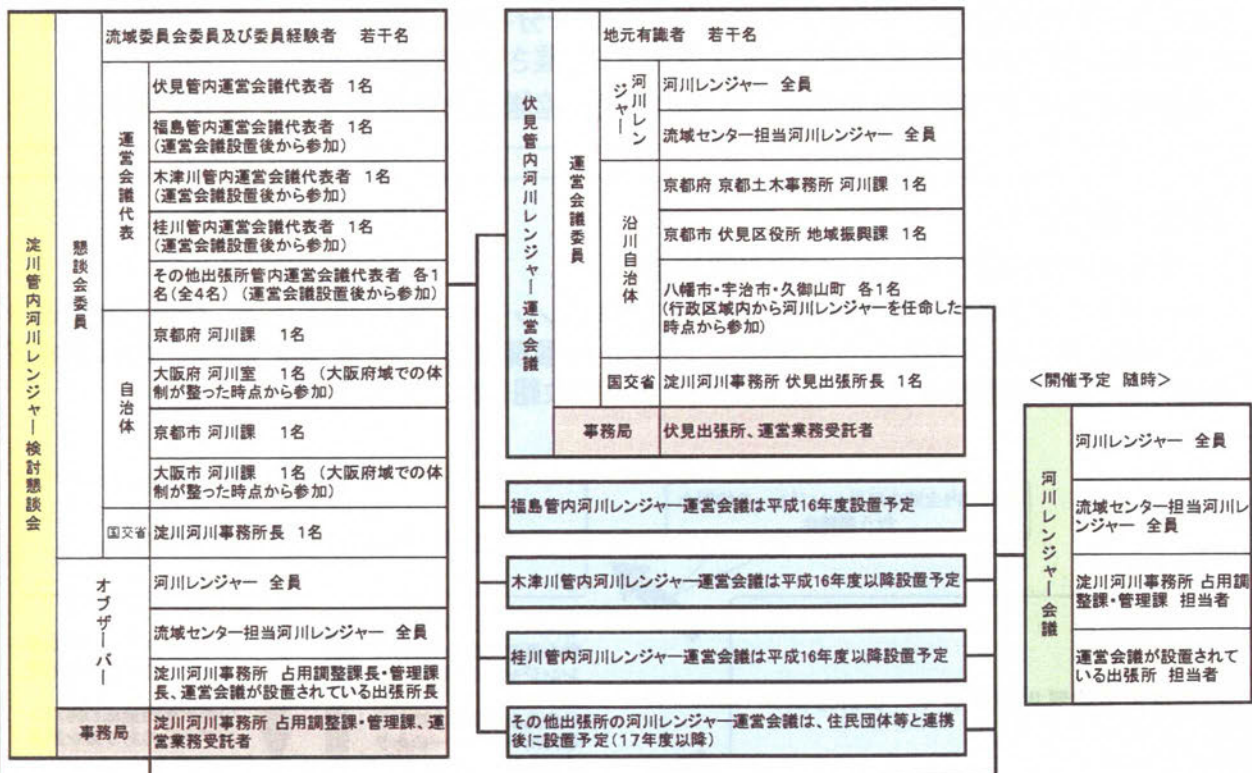 淀川管内河川レンジャー検討懇談会
懇談会委員
流域委員会委員及び委員経験者 若干名
運営会議代表
伏見管内運営会議代表者 1名
福島管内運営会議代表者 1名
(運営会議設置後から参加)
木津川管内運営会議代表者 1名
(運営会議設置後から参加)
桂川管内運営会議代表者 1名
(運営会議設置後から参加)
その他出張所管内運営会議代表者 各1
名(全4名) (運営会議設置後から参加)
自治体
京都府 河川課 1名
大阪府 河川室 1名 (大阪府域での体
制が整った時点から参加)
京都市 河川課 1名
大阪市 河川課 1名 (大阪府域での体
制が整った時点から参加)
国交省
淀川河川事務所長 1名
オブザーバー
河川レンジャー 全員
流域センター担当河川レンジャー 全員
淀川河川事務所 占用調整課長・管理課
長、運営会議が設置されている出張所長
事務局
淀川河川事務所 占用調整課・管理課、運
営業務受託者
伏見管内河川レンジャー運営会議
運営会議委員
地元有識者 若干名
河川レン
ジャー
河川レンジャー 全員
流域センター担当河川レンジャー 全員
沿川自治体
京都府 京都土木事務所 河川課 1名
京都市 伏見区役所 地域振興課 1名
八幡市・宇治市・久御山町 各1名
(行政区域内から河川レンジャーを任命した
時点から参加)
国交省
淀川河川事務所 伏見出張所長 1名
事務局
伏見出張所、運営業務受託者
福島管内河川レンジャー運営会議は平成16年度設置予定
木津川管内河川レンジャー運営会議は平成16年度以降設置予定
桂川管内河川レンジャー運営会議は平成16年度以降設置予定
その他出張所の河川レンジャー運営会議は、住民団体等と連携
後に設置予定(17年度以降)
<開催予定 随時>
河川レンジャー会議
河川レンジャー 全員
流域センター担当河川レ
ンジャー 全員
淀川河川事務所 占用調
整課・管理課 担当者
運営会議が設置されて
いる出張所 担当者